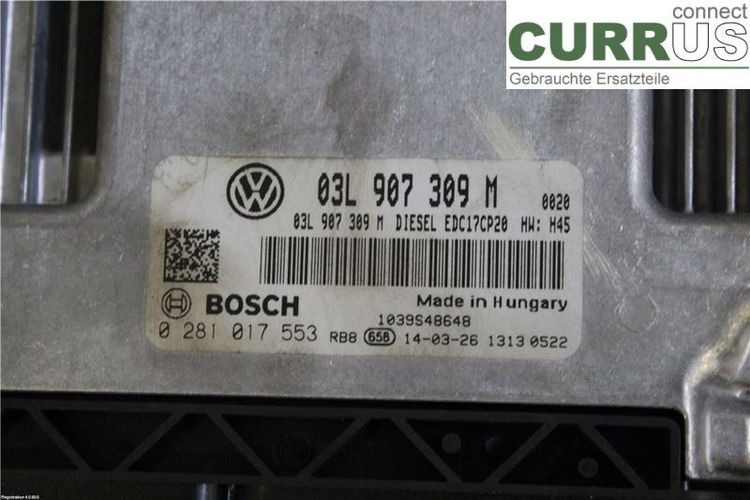 connect
CURRUS
Gebrauchte Ersatzteile
03L 907 309 M 0020
03L 907 309 M DIESEL EDC17CP20 HW: H45
BOSCH
Made in Hungary
1039S48648
0 281 017 553 RB8 658 14-03-26 1313 0522